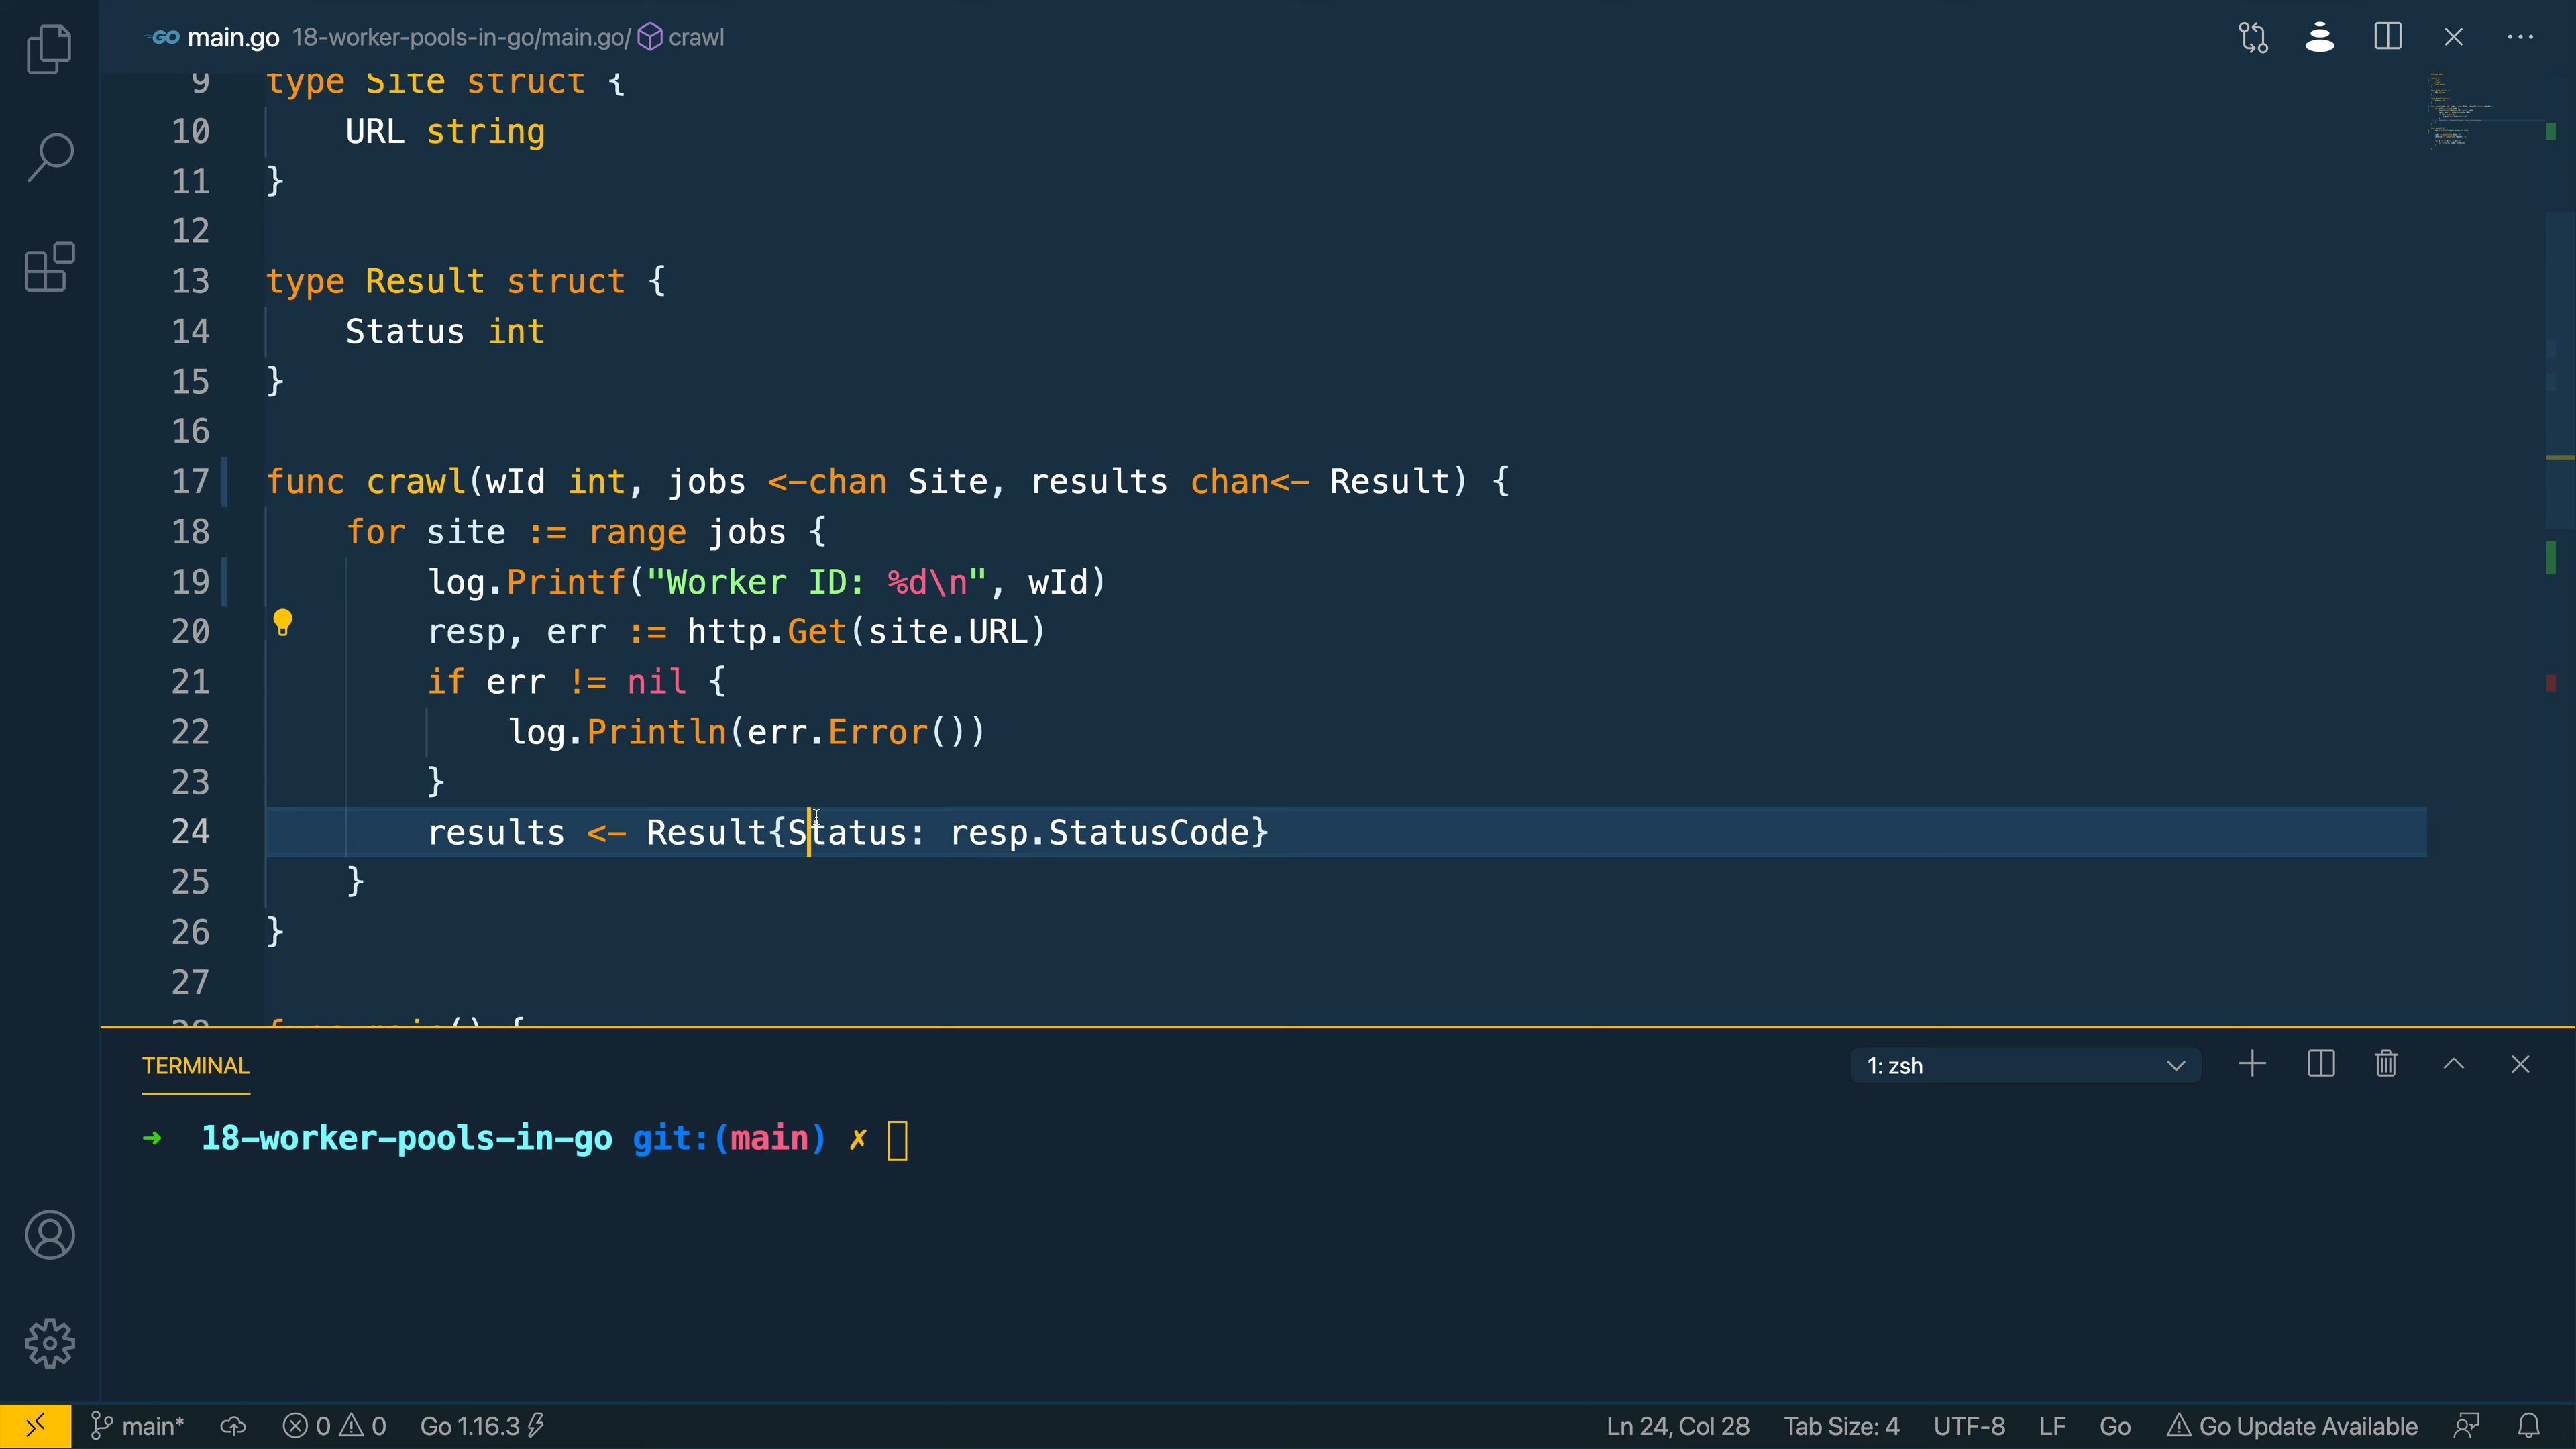 GO main.go 18-worker-pools-in-go/main.go/ crawl
9 type Site struct {
10 URL string
11 }
12
13 type Result struct {
14 Status int
15 }
16
17 func crawl(wId int, jobs <-chan Site, results chan<- Result) {
18 for site := range jobs {
19 log.Printf("Worker ID: %d\n", wId)
20 resp, err := http.Get(site.URL)
21 if err != nil {
22 log.Println(err.Error())
23 }
24 results <- Result{Status: resp.StatusCode}
25 }
26 }
27
28 func main() {
TERMINAL
1: zsh
➜ 18-worker-pools-in-go git:(main) ✗
main* 0 0 Go 1.16.3 Ln 24, Col 28 Tab Size: 4 UTF-8 LF Go Go Update Available